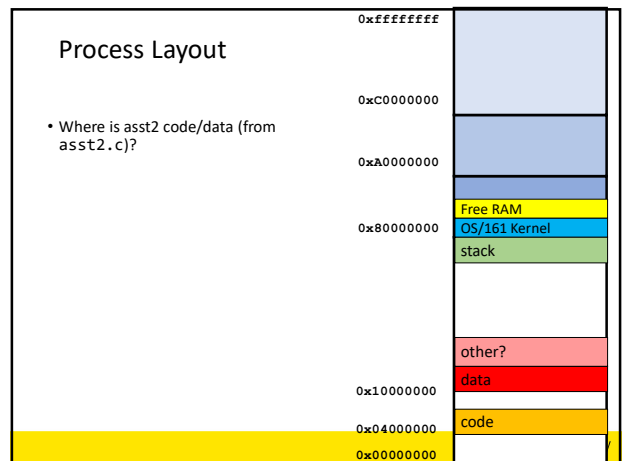 Process Layout
• Where is asst2 code/data (from
asst2.c)?
0xffffffff
0xC0000000
0xA0000000
Free RAM
0x80000000
OS/161 Kernel
stack
other?
data
0x10000000
code
0x04000000
0x00000000